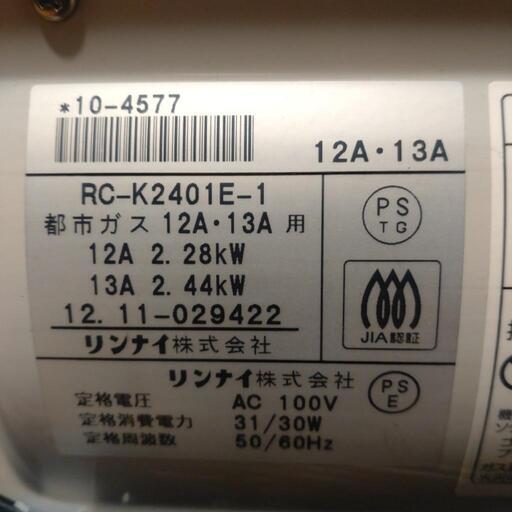 *10-4577
12A・13A
RC-K2401E-1
都市ガス 12A・13A 用
12A 2.28kW
13A 2.44kW
12.11-029422
リンナイ株式会社
PS
TG
JIA認証
リンナイ株式会社
定格電圧 AC 100V
定格消費電力 31/30W
定格周波数 50/60Hz
PS
E